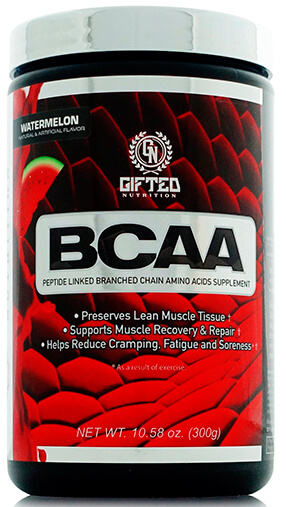 WATERMELON
NATURAL & ARTIFICIAL FLAVOR
GN
GIFTED
NUTRITION
BCAA
PEPTIDE LINKED BRANCHED CHAIN AMINO ACIDS SUPPLEMENT
• Preserves Lean Muscle Tissue †
• Supports Muscle Recovery & Repair †
• Helps Reduce Cramping, Fatigue and Soreness* †
*As a result of exercise.
NET WT. 10.58 oz. (300g)